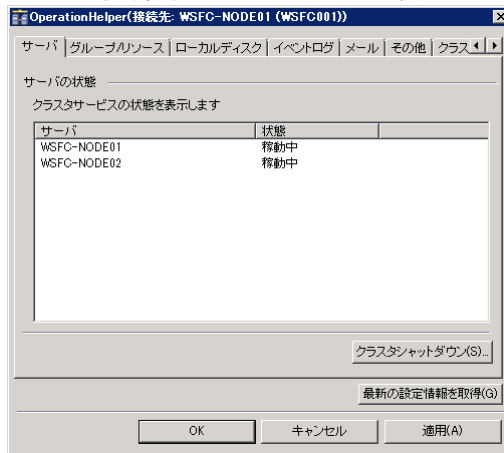 OperationHelper(接続先: WSFC-NODE01 (WSFC001))
サーバ グループ/リソース ローカルディスク イベントログ メール その他 クラス
サーバの状態
クラスタサービスの状態を表示します
サーバ 状態
WSFC-NODE01 稼動中
WSFC-NODE02 稼動中
クラスタシャットダウン(S)...
最新の設定情報を取得(G)
OK キャンセル 適用(A)